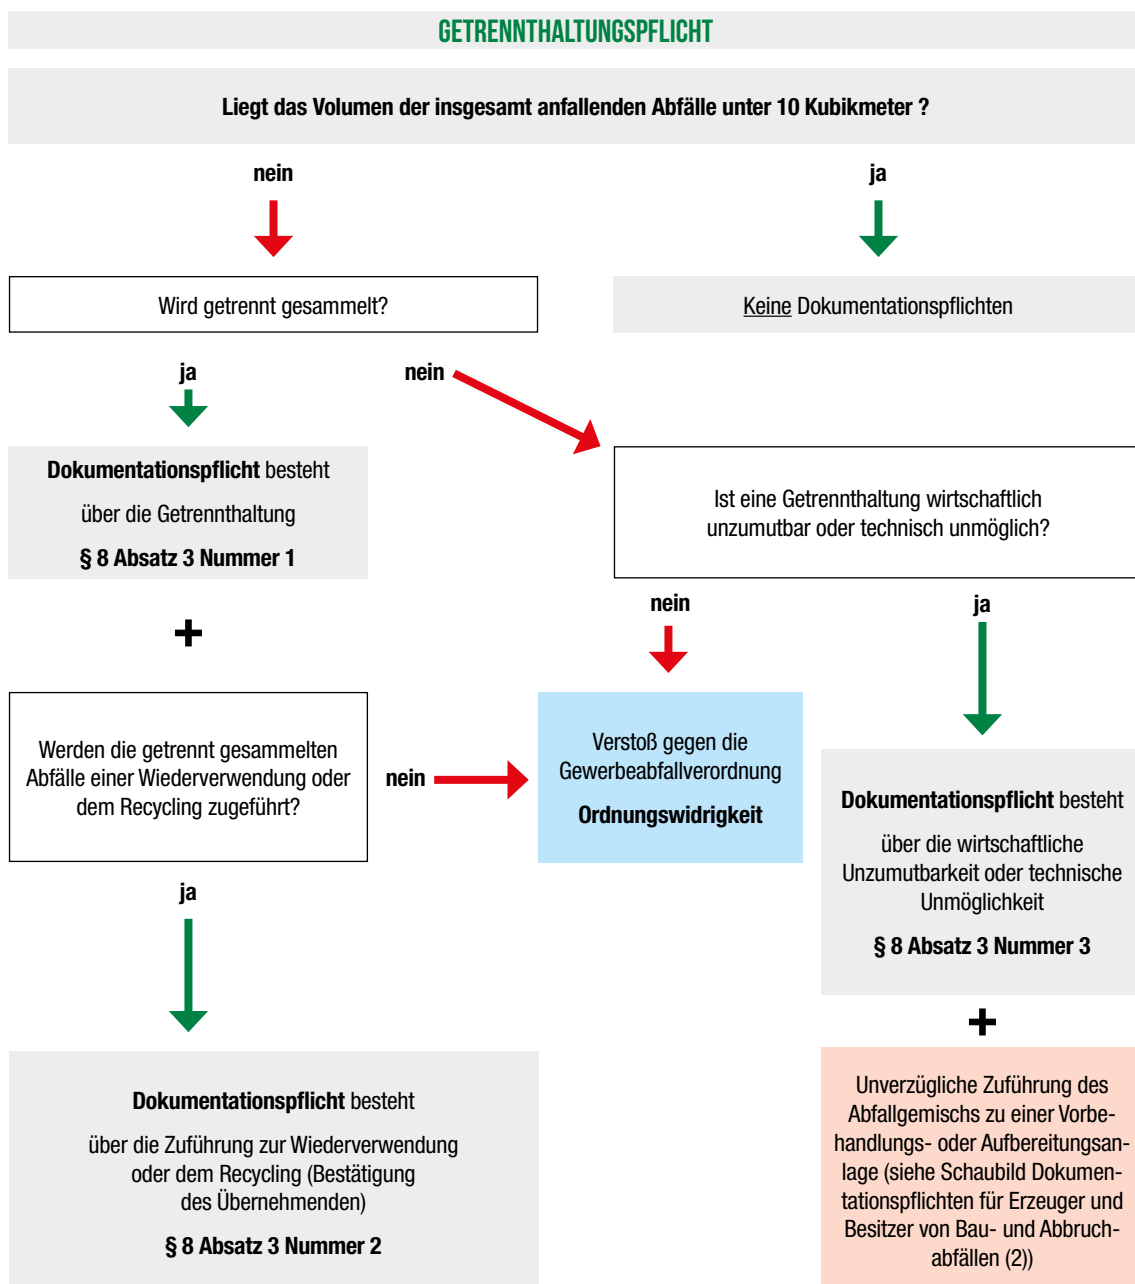 GETRENNTHALTUNGSPFLICHT
Liegt das Volumen der insgesamt anfallenden Abfälle unter 10 Kubikmeter ?
nein
ja
Wird getrennt gesammelt?
Keine Dokumentationspflichten
ja
nein
Dokumentationspflicht besteht
über die Getrennthaltung
§ 8 Absatz 3 Nummer 1
Ist eine Getrennthaltung wirtschaftlich
unzumutbar oder technisch unmöglich?
nein
ja
+
Werden die getrennt gesammelten
Abfälle einer Wiederverwendung oder
dem Recycling zugeführt?
nein
Verstoß gegen die
Gewerbeabfallverordnung
Ordnungswidrigkeit
Dokumentationspflicht besteht
über die wirtschaftliche
Unzumutbarkeit oder technische
Unmöglichkeit
§ 8 Absatz 3 Nummer 3
ja
+
Dokumentationspflicht besteht
über die Zuführung zur Wiederverwendung
oder dem Recycling (Bestätigung
des Übernehmenden)
§ 8 Absatz 3 Nummer 2
Unverzügliche Zuführung des
Abfallgemischs zu einer Vorbe-
handlungs- oder Aufbereitungsan-
lage (siehe Schaubild Dokumen-
tationspflichten für Erzeuger und
Besitzer von Bau- und Abbruch-
abfällen (2))